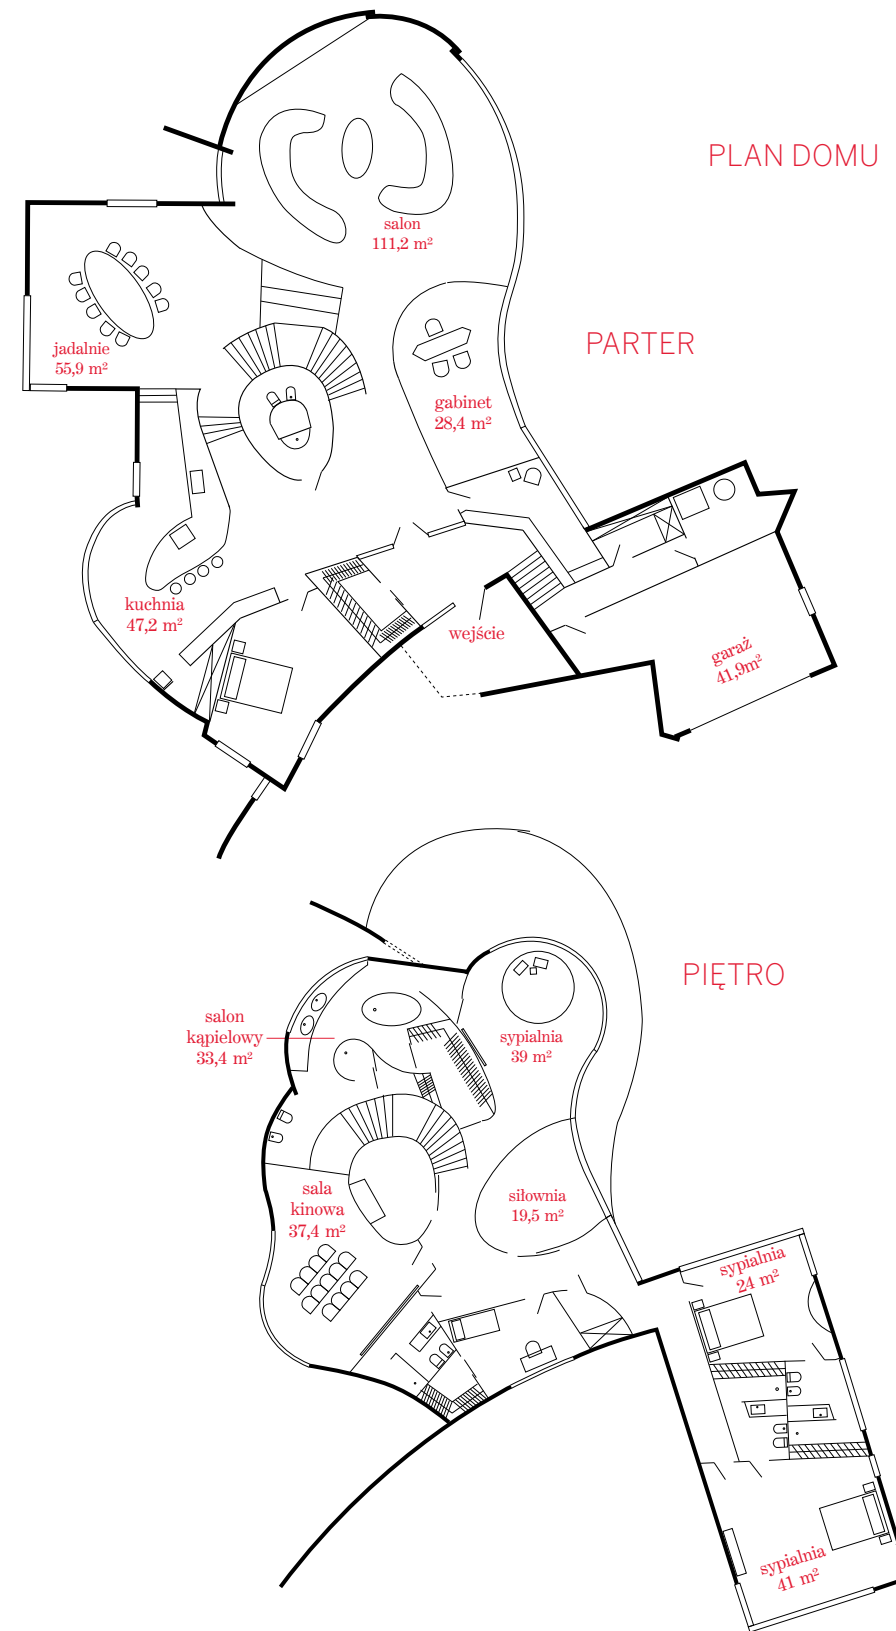 PLAN DOMU
salon
111,2 m²
PARTER
jadalnie
55,9 m²
gabinet
28,4 m²
kuchnia
47,2 m²
wejście
garaż
41,9m²
PIĘTRO
salon
kąpielowy
33,4 m²
sypialnia
39 m²
sala
kinowa
37,4 m²
siłownia
19,5 m²
sypialnia
24 m²
sypialnia
41 m²